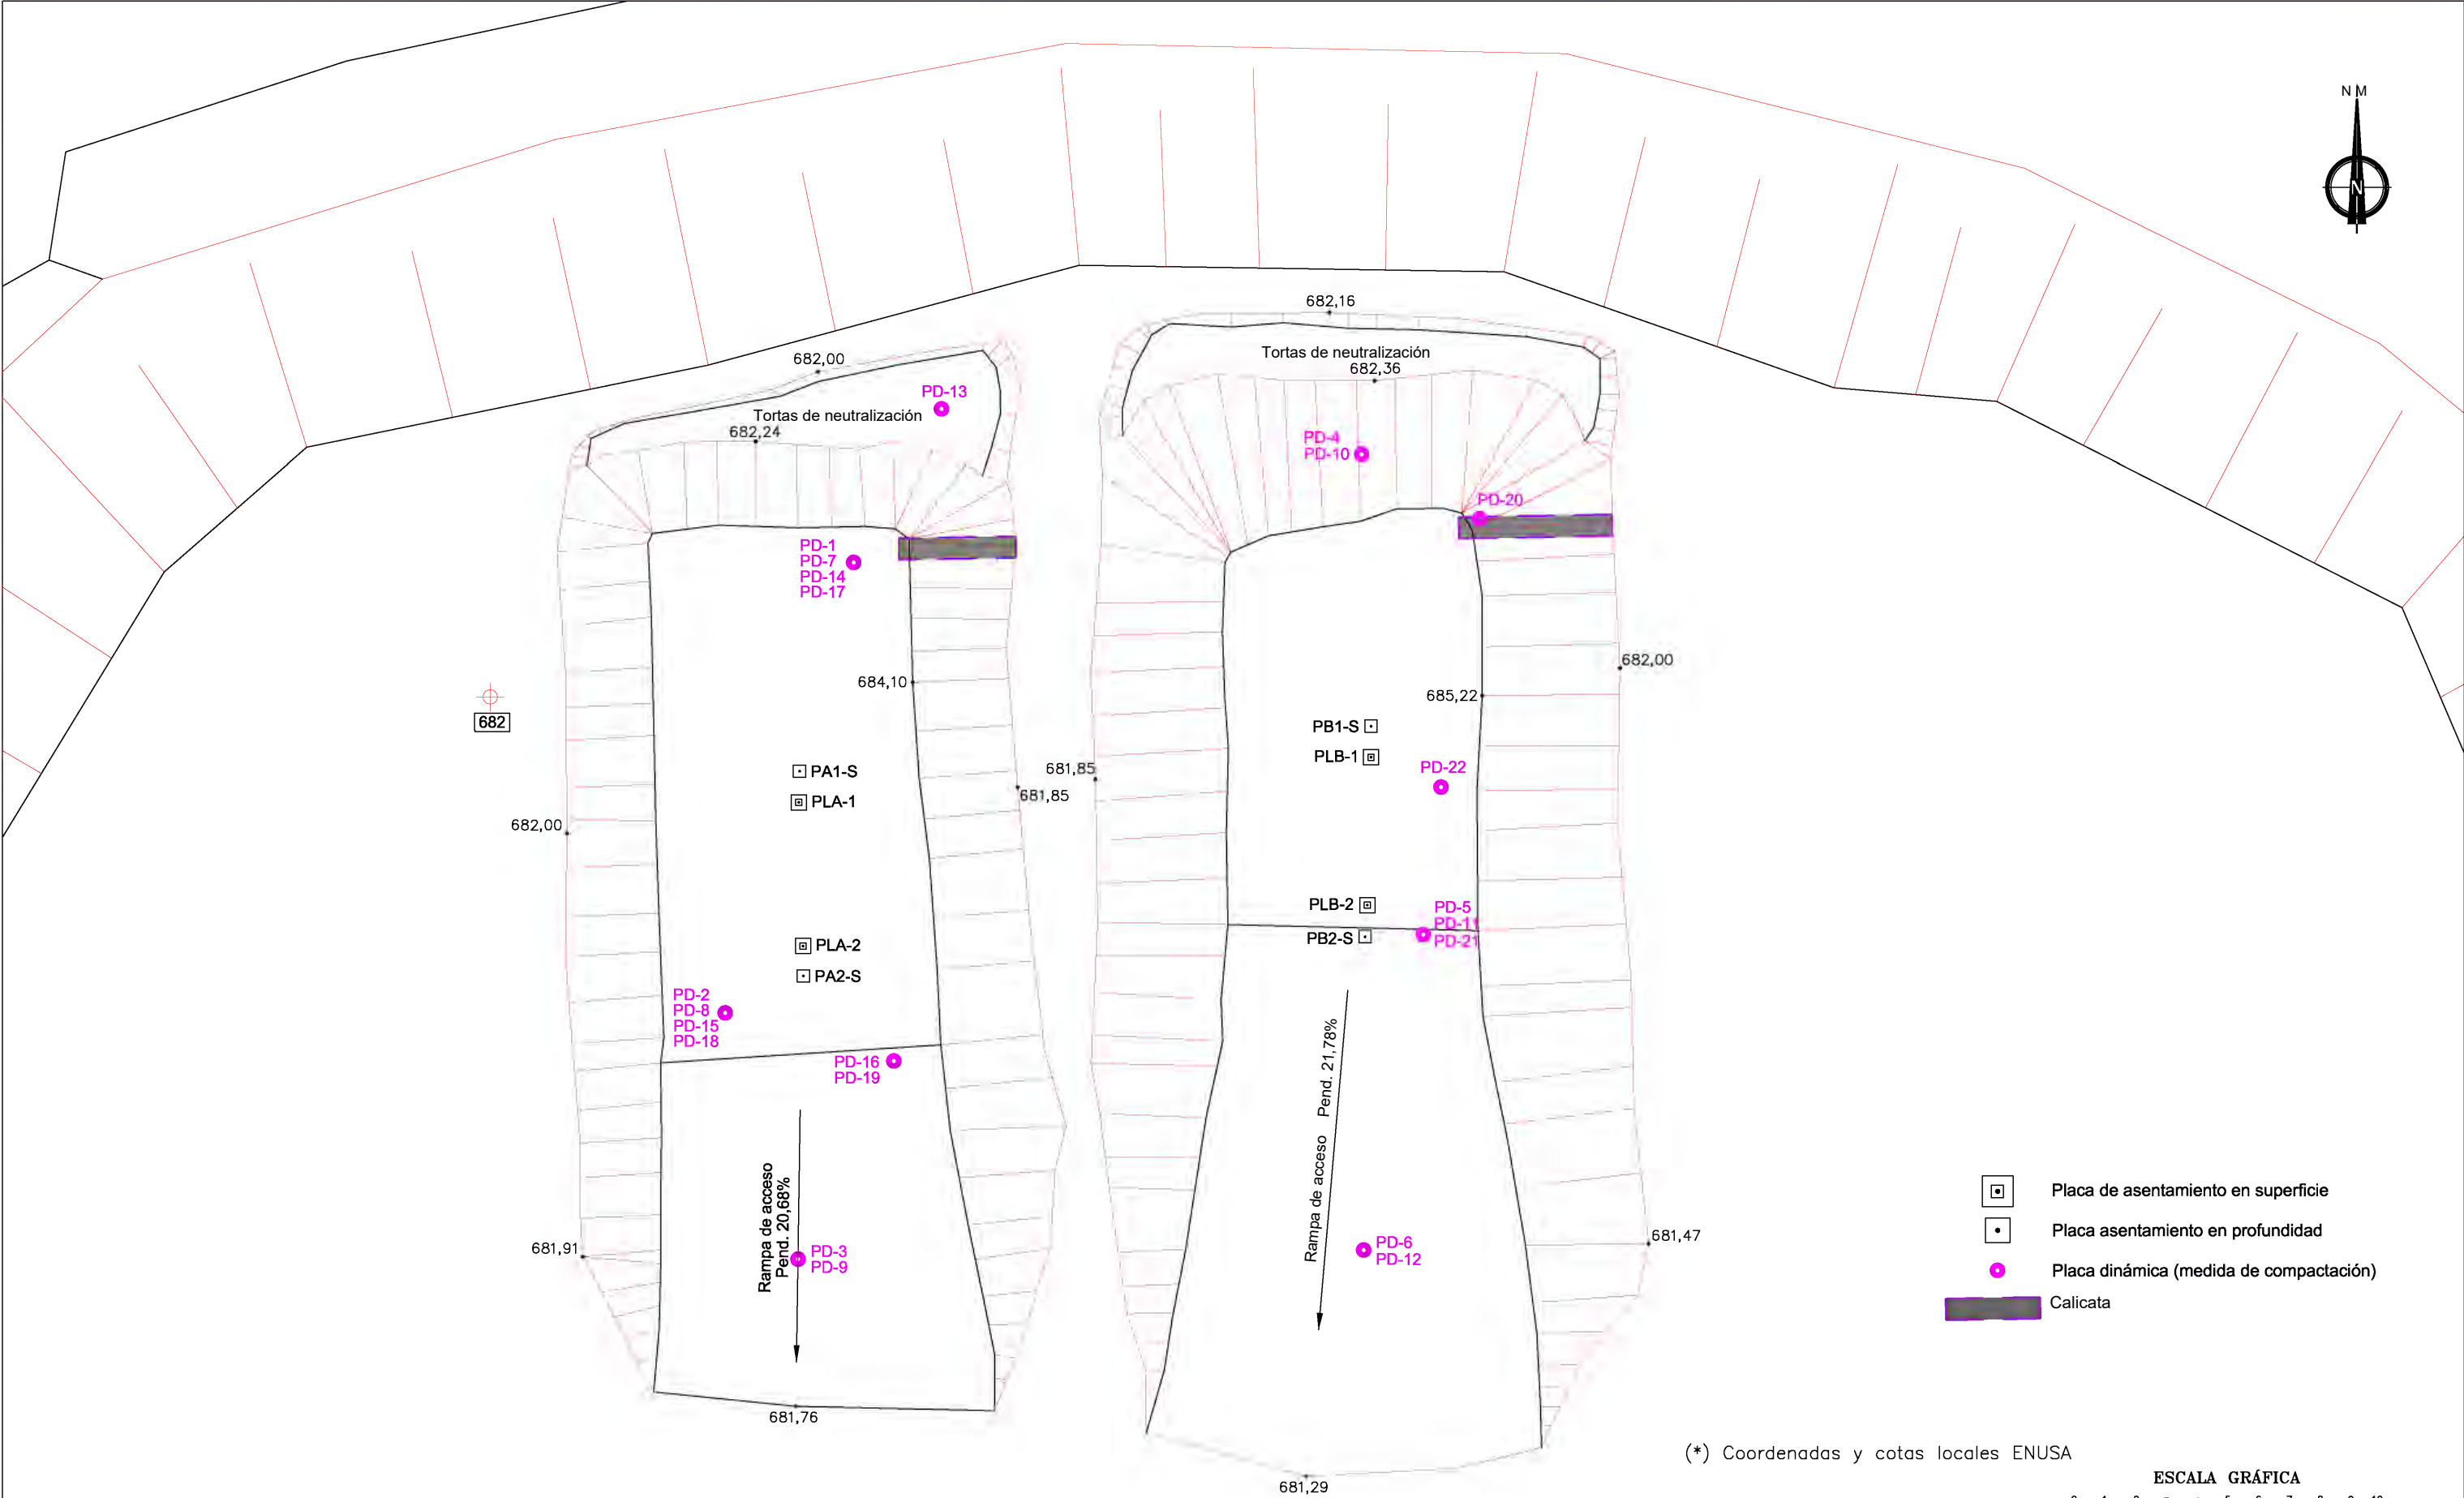 N M
N
682,16
Tortas de neutralización
682,36
682,00
PD-13
Tortas de neutralización
682,24
PD-4
PD-10
PD-20
PD-1
PD-7
PD-14
PD-17
682
684,10
685,22
682,00
PB1-S
PLB-1
PA1-S
PLA-1
681,85
681,85
PD-22
682,00
PLB-2
PB2-S
PD-5
PD-11
PD-21
PLA-2
PA2-S
PD-2
PD-8
PD-15
PD-18
PD-16
PD-19
Rampa de acceso
Pend. 20,68%
Rampa de acceso Pend. 21,78%
681,91
PD-3
PD-9
PD-6
PD-12
681,47
681,76
681,29
Placa de asentamiento en superficie
Placa asentamiento en profundidad
Placa dinámica (medida de compactación)
Calicata
(*) Coordenadas y cotas locales ENUSA
ESCALA GRÁFICA